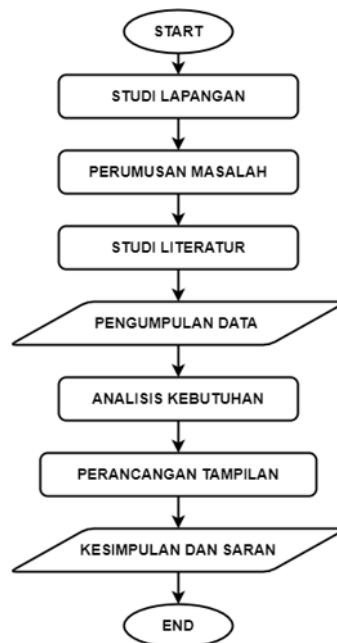 START
STUDI LAPANGAN
PERUMUSAN MASALAH
STUDI LITERATUR
PENGUMPULAN DATA
ANALISIS KEBUTUHAN
PERANCANGAN TAMPILAN
KESIMPULAN DAN SARAN
END